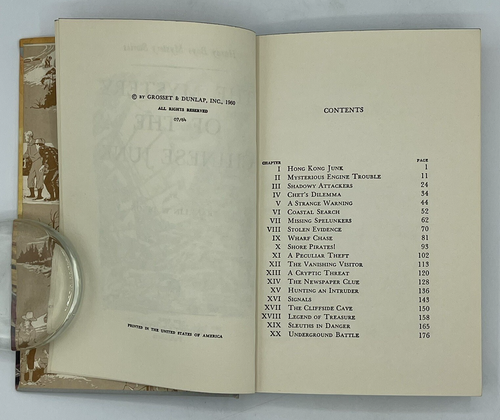 © BY GROSSET & DUNLAP, INC., 1960
ALL RIGHTS RESERVED
07/64
PRINTED IN THE UNITED STATES OF AMERICA
CONTENTS
CHAPTER PAGE
I HONG KONG JUNK 1
II MYSTERIOUS ENGINE TROUBLE 11
III SHADOWY ATTACKERS 24
IV CHET'S DILEMMA 34
V A STRANGE WARNING 44
VI COASTAL SEARCH 52
VII MISSING SPELUNKERS 62
VIII STOLEN EVIDENCE 70
IX WHARF CHASE 81
X SHORE PIRATES! 93
XI A PECULIAR THEFT 102
XII THE VANISHING VISITOR 113
XIII A CRYPTIC THREAT 120
XIV THE NEWSPAPER CLUE 128
XV HUNTING AN INTRUDER 136
XVI SIGNALS 143
XVII THE CLIFFSIDE CAVE 150
XVIII LEGEND OF TREASURE 158
XIX SLEUTHS IN DANGER 165
XX UNDERGROUND BATTLE 176